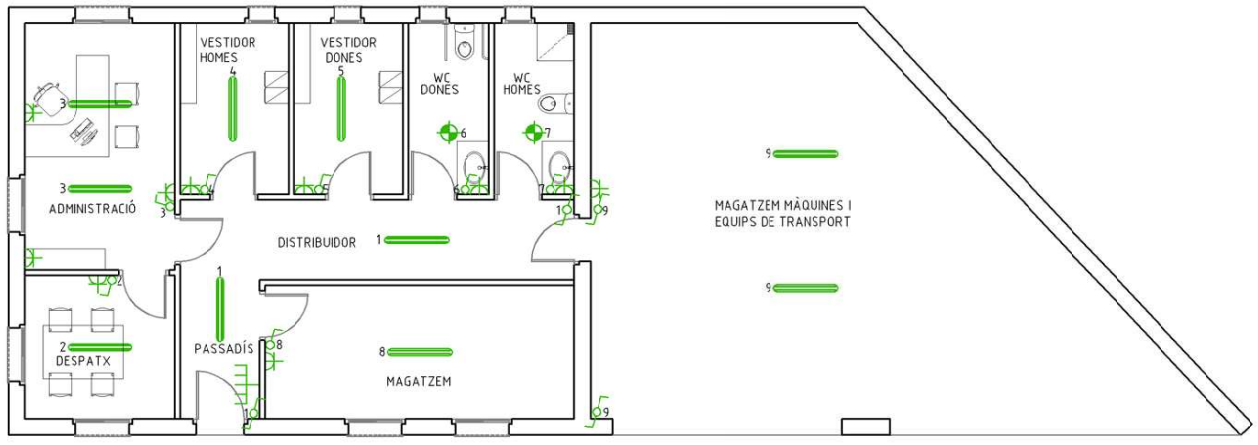 VESTIDOR
HOMES
4
VESTIDOR
DONES
5
WC
DONES
6
WC
HOMES
7
3
3
ADMINISTRACIÓ
3
4
5
6
7
1
9
DISTRIBUIDOR
1
MAGATZEM MÀQUINES I
EQUIPS DE TRANSPORT
9
9
2
1
2
DESPATX
PASSADÍS
8
8
MAGATZEM
1
9